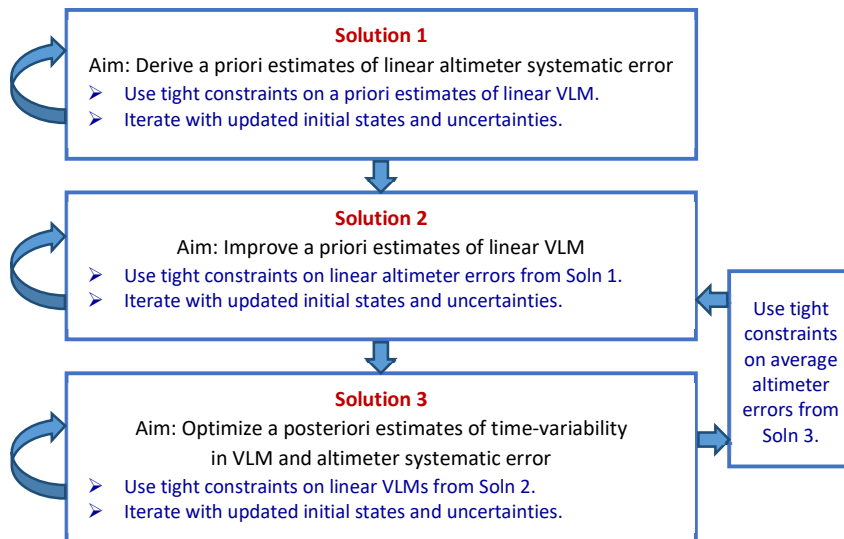 Solution 1
Aim: Derive a priori estimates of linear altimeter systematic error
➢ Use tight constraints on a priori estimates of linear VLM.
➢ Iterate with updated initial states and uncertainties.
Solution 2
Aim: Improve a priori estimates of linear VLM
➢ Use tight constraints on linear altimeter errors from Soln 1.
➢ Iterate with updated initial states and uncertainties.
Use tight
constraints
on average
altimeter
errors from
Soln 3.
Solution 3
Aim: Optimize a posteriori estimates of time-variability
in VLM and altimeter systematic error
➢ Use tight constraints on linear VLMs from Soln 2.
➢ Iterate with updated initial states and uncertainties.